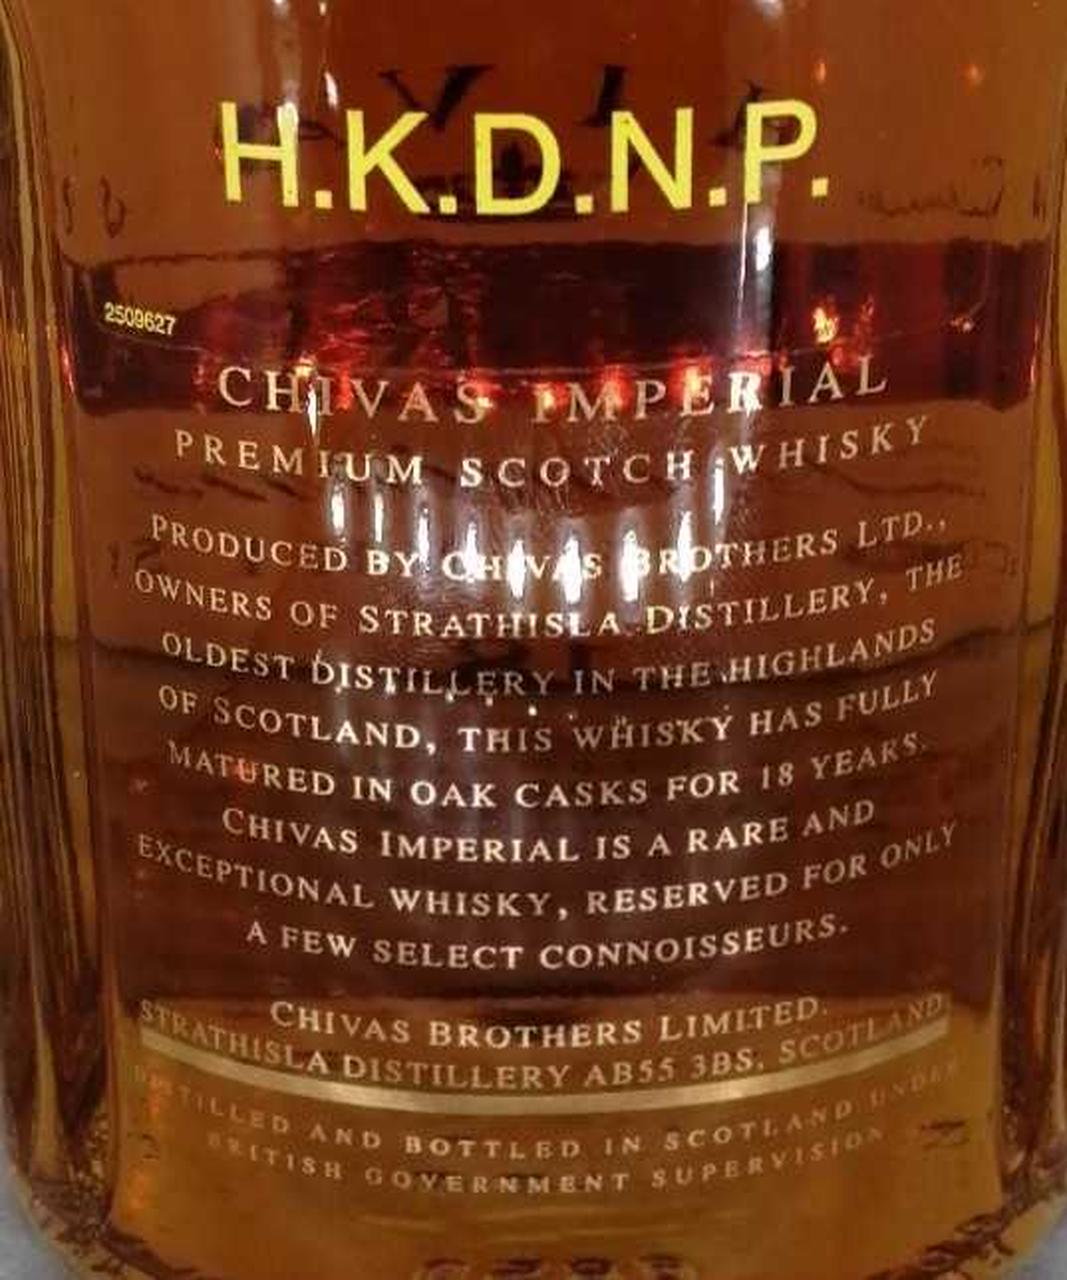 H.K.D.N.P.
2509627
CHIVAS IMPERIAL
PREMIUM SCOTCH WHISKY
PRODUCED BY CHIVAS BROTHERS LTD.,
OWNERS OF STRATHISLA DISTILLERY, THE
OLDEST DISTILLERY IN THE HIGHLANDS
OF SCOTLAND, THIS WHISKY HAS FULLY
MATURED IN OAK CASKS FOR 18 YEARS.
CHIVAS IMPERIAL IS A RARE AND
EXCEPTIONAL WHISKY, RESERVED FOR ONLY
A FEW SELECT CONNOISSEURS.
CHIVAS BROTHERS LIMITED.
STRATHISLA DISTILLERY AB55 3BS, SCOTLAND
DISTILLED AND BOTTLED IN SCOTLAND UNDER
BRITISH GOVERNMENT SUPERVISION